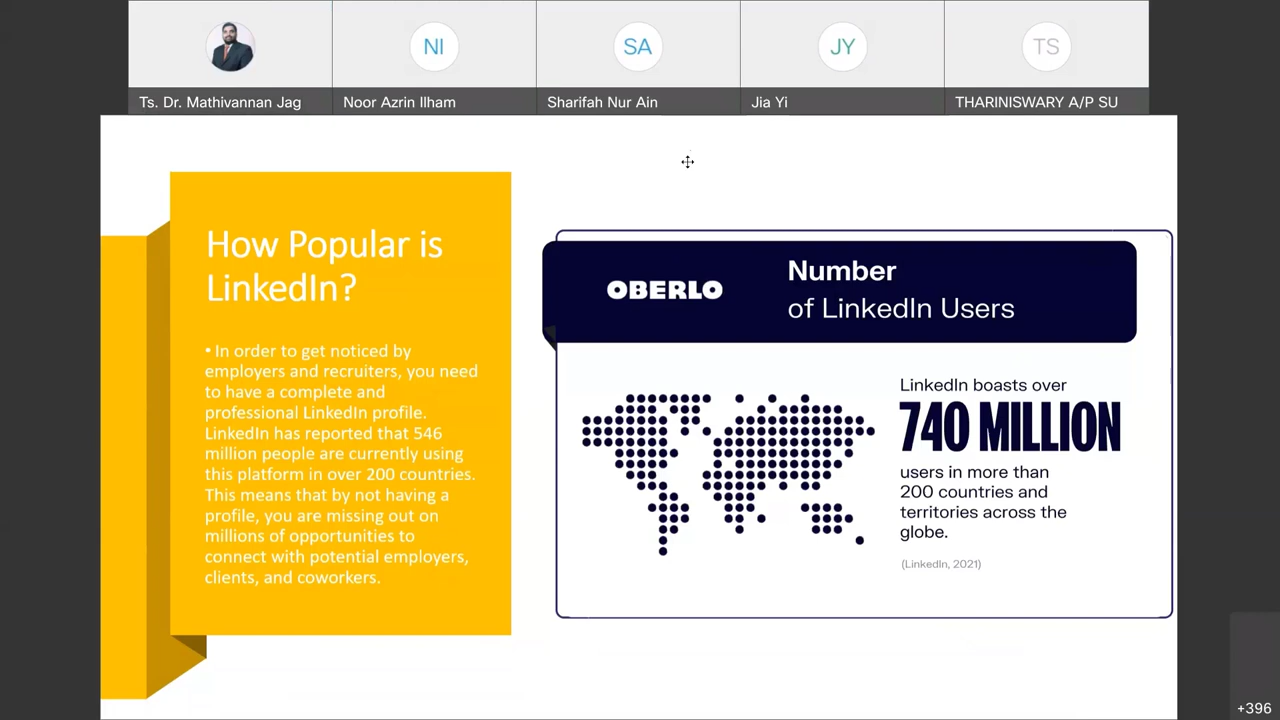 NI
SA
JY
TS
Ts. Dr. Mathivannan Jag
Noor Azrin Ilham
Sharifah Nur Ain
Jia Yi
THARINISWARY A/P SU
How Popular is
LinkedIn?
• In order to get noticed by
employers and recruiters, you need
to have a complete and
professional LinkedIn profile.
LinkedIn has reported that 546
million people are currently using
this platform in over 200 countries.
This means that by not having a
profile, you are missing out on
millions of opportunities to
connect with potential employers,
clients, and coworkers.
OBERLO
Number
of LinkedIn Users
LinkedIn boasts over
740 MILLION
users in more than
200 countries and
territories across the
globe.
(LinkedIn, 2021)
+396